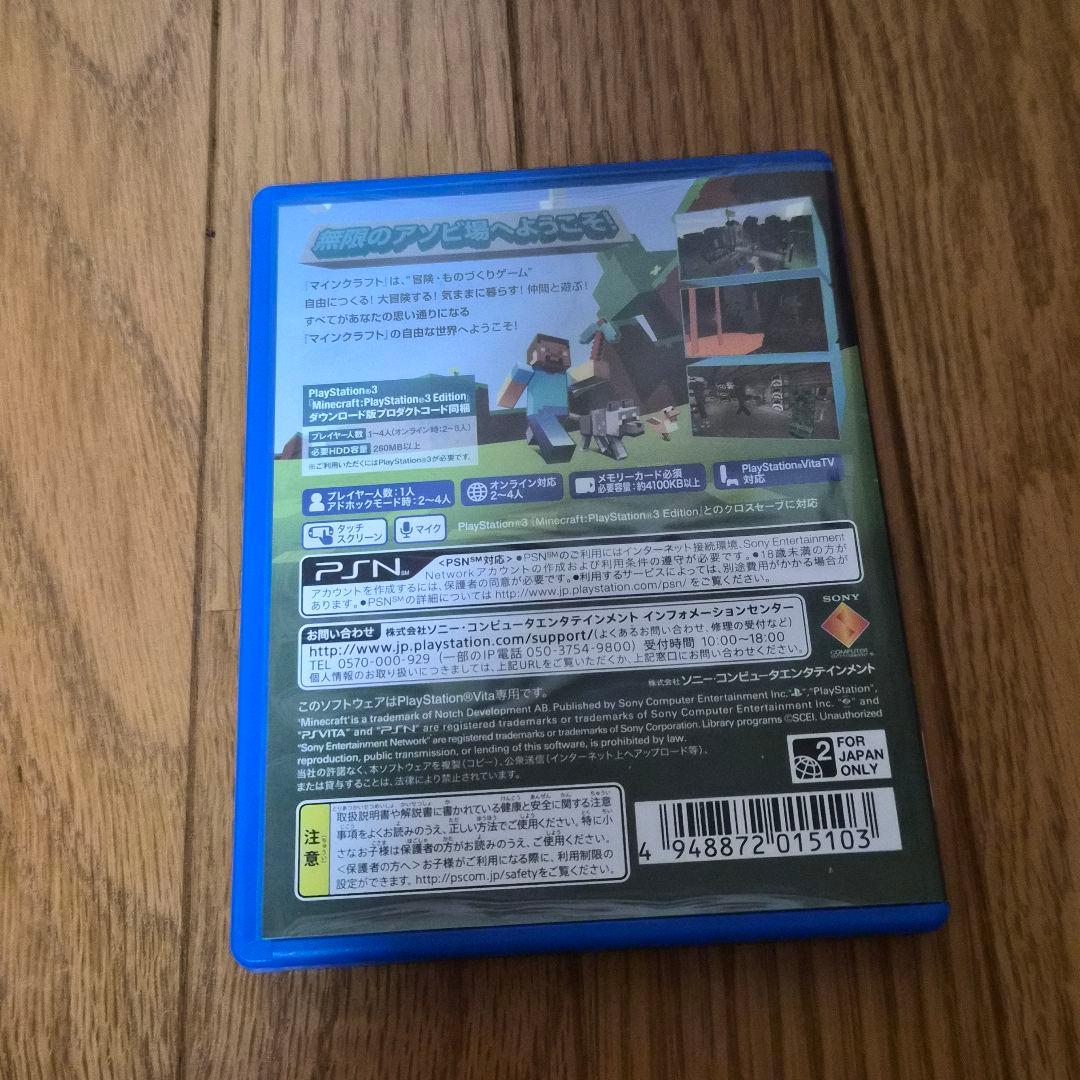 無限のアソビ場へようこそ!
『マインクラフト』は、“冒険・ものづくりゲーム”
自由につくる! 大冒険する! 気ままに暮らす! 仲間と遊ぶ!
すべてがあなたの思い通りになる
『マインクラフト』の自由な世界へようこそ!
PlayStation®3
『Minecraft:PlayStation®3 Edition』
ダウンロード版プロダクトコード同梱
プレイヤー人数 1~4人(オンライン時:2~8人)
必要HDD容量 260MB以上
※ご利用いただくにはPlayStation®3が必要です。
プレイヤー人数:1人
アドホックモード時:2~4人
オンライン対応
2~4人
メモリーカード必須
必要容量:約4100KB以上
PlayStation®VitaTV
対応
タッチ
スクリーン
マイク
PlayStation®3『Minecraft:PlayStation®3 Edition』とのクロスセーブに対応
PSN℠
<PSN℠対応> ●PSN℠のご利用にはインターネット接続環境、Sony Entertainment
Networkアカウントの作成および利用条件の遵守が必要です。●18歳未満の方が
アカウントを作成するには、保護者の同意が必要です。●利用するサービスによっては、別途費用がかかる場合が
あります。●PSN℠の詳細については http://www.jp.playstation.com/psn/ をご覧ください。
お問い合わせ 株式会社ソニー・コンピュータエンタテインメント インフォメーションセンター
http://www.jp.playstation.com/support/(よくあるお問い合わせ、修理の受付など)
TEL 0570-000-929 (一部のIP電話 050-3754-9800) 受付時間 10:00~18:00
個人情報のお取り扱いにつきましては、上記URLをご覧いただくか、上記窓口にお問い合わせください。
SONY
COMPUTER
株式会社ソニー・コンピュータエンタテインメント
このソフトウェアはPlayStation®Vita専用です。
"Minecraft" is a trademark of Notch Development AB. Published by Sony Computer Entertainment Inc. "PlayStation",
"PSVITA" and "PSN" are registered trademarks or trademarks of Sony Computer Entertainment Inc. and
"Sony Entertainment Network" are registered trademarks or trademarks of Sony Corporation. Library programs ©SCEI. Unauthorized
reproduction, public transmission, or lending of this software, is prohibited by law.
当社の許諾なく、本ソフトウェアを複製(コピー)、公衆送信(インターネット上へアップロード等)、
または貸与することは、法律により禁止されています。
2 FOR
JAPAN
ONLY
注意
取扱説明書や解説書に書かれている健康と安全に関する注意
事項をよくお読みのうえ、正しい方法でご使用ください。特に小
さなお子様は保護者の方がお読みのうえ、ご使用ください。
<保護者の方へ>お子様がご利用になる際に、利用制限の
設定ができます。http://pscom.jp/safetyをご覧ください。
4 948872 015103